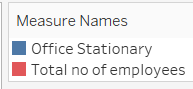 Measure Names
Office Stationary
Total no of employees